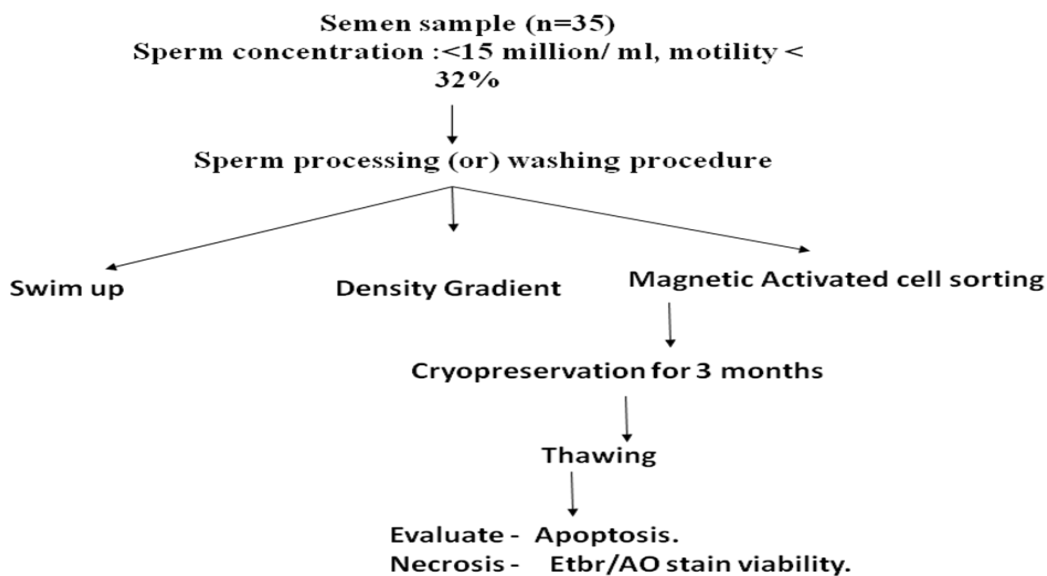 Semen sample (n=35)
Sperm concentration :<15 million/ ml, motility <
32%
Sperm processing (or) washing procedure
Swim up
Density Gradient
Magnetic Activated cell sorting
Cryopreservation for 3 months
Thawing
Evaluate - Apoptosis.
Necrosis - Etbr/AO stain viability.